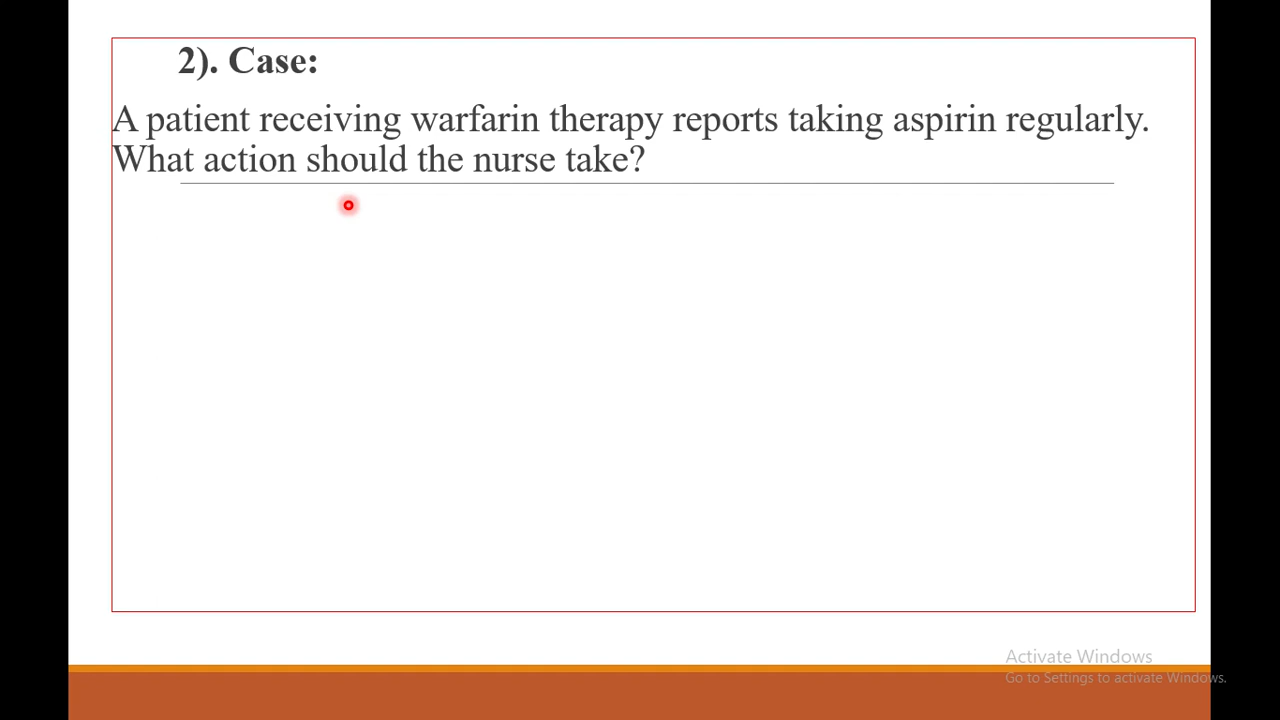 2). Case:
A patient receiving warfarin therapy reports taking aspirin regularly.
What action should the nurse take?
Activate Windows
Go to Settings to activate Windows.